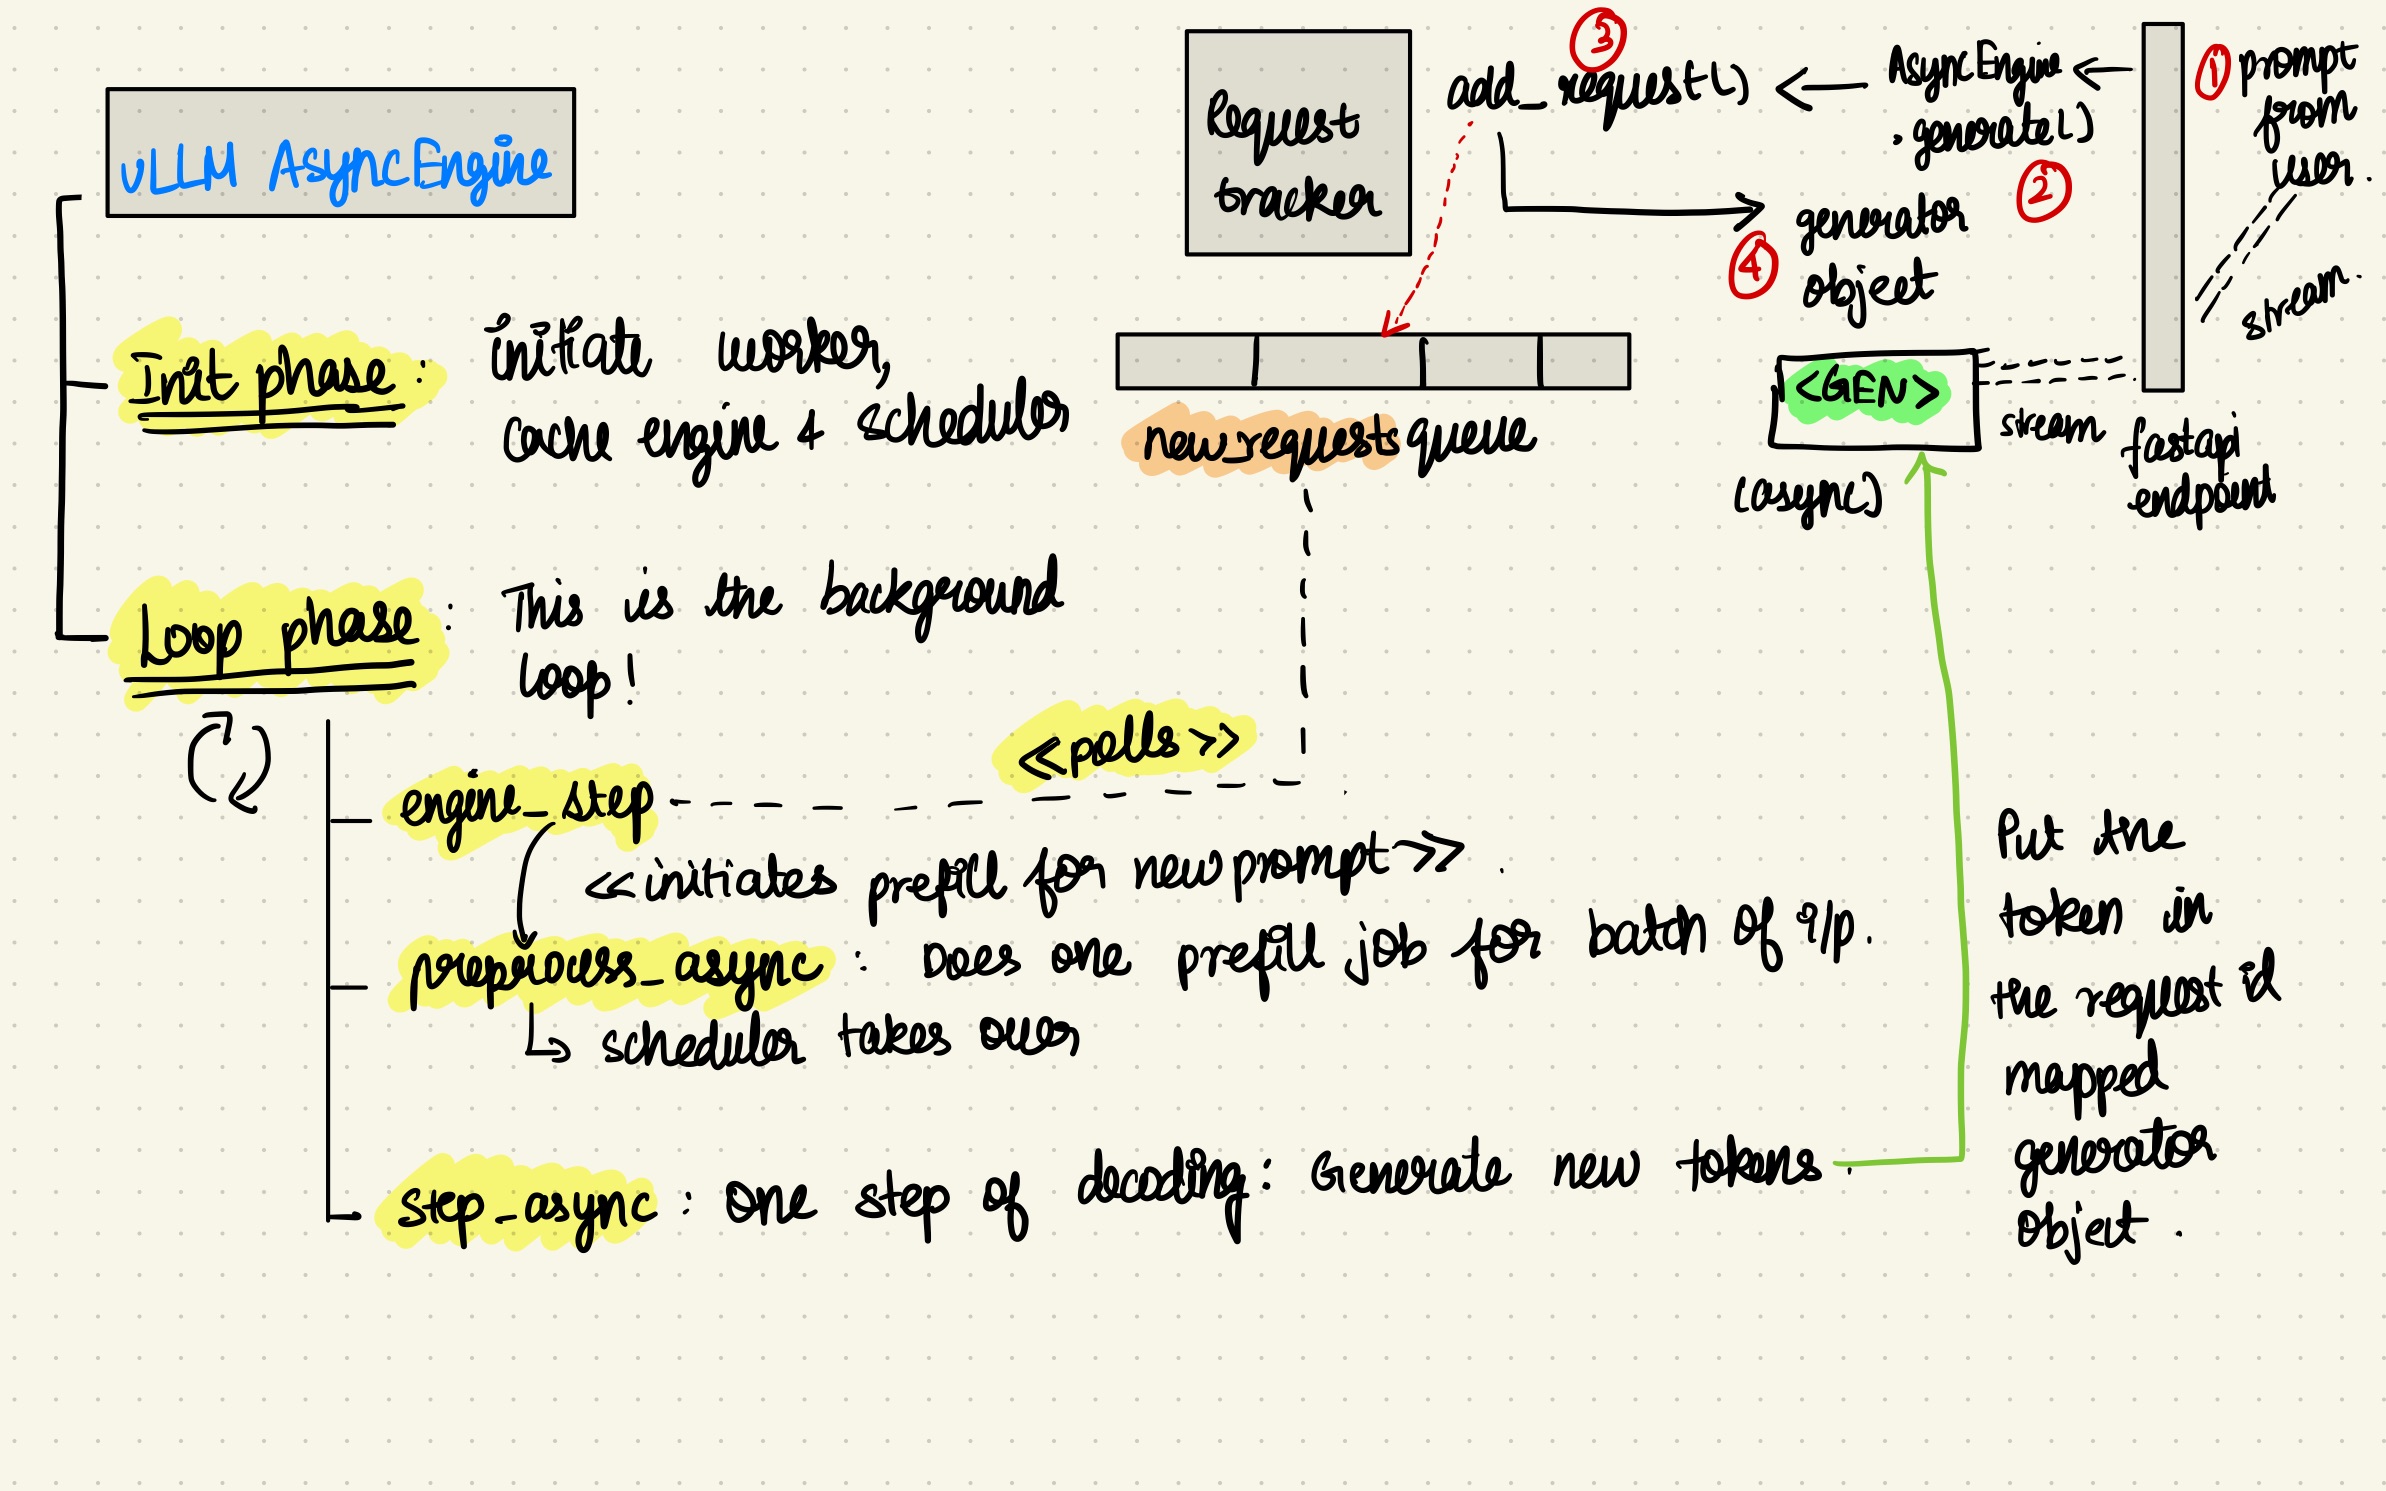 vLLM AsyncEngine
Init phase : initiate worker,
cache engine & scheduler
Loop phase : This is the background
loop!
engine_step
<<polls>>
<<initiates prefill for new prompt>>.
preprocess_async : Does one prefill job for batch of i/p.
↳ scheduler takes over
step_async : One step of decoding: Generate new tokens.
Request
tracker
③
add_request()
AsyncEngine
.generate()
②
① prompt
from
user.
stream.
④
generator
object
new_requests queue
<GEN>
(async)
stream
fastapi
endpoint
Put the
token in
the request id
mapped
generator
object.